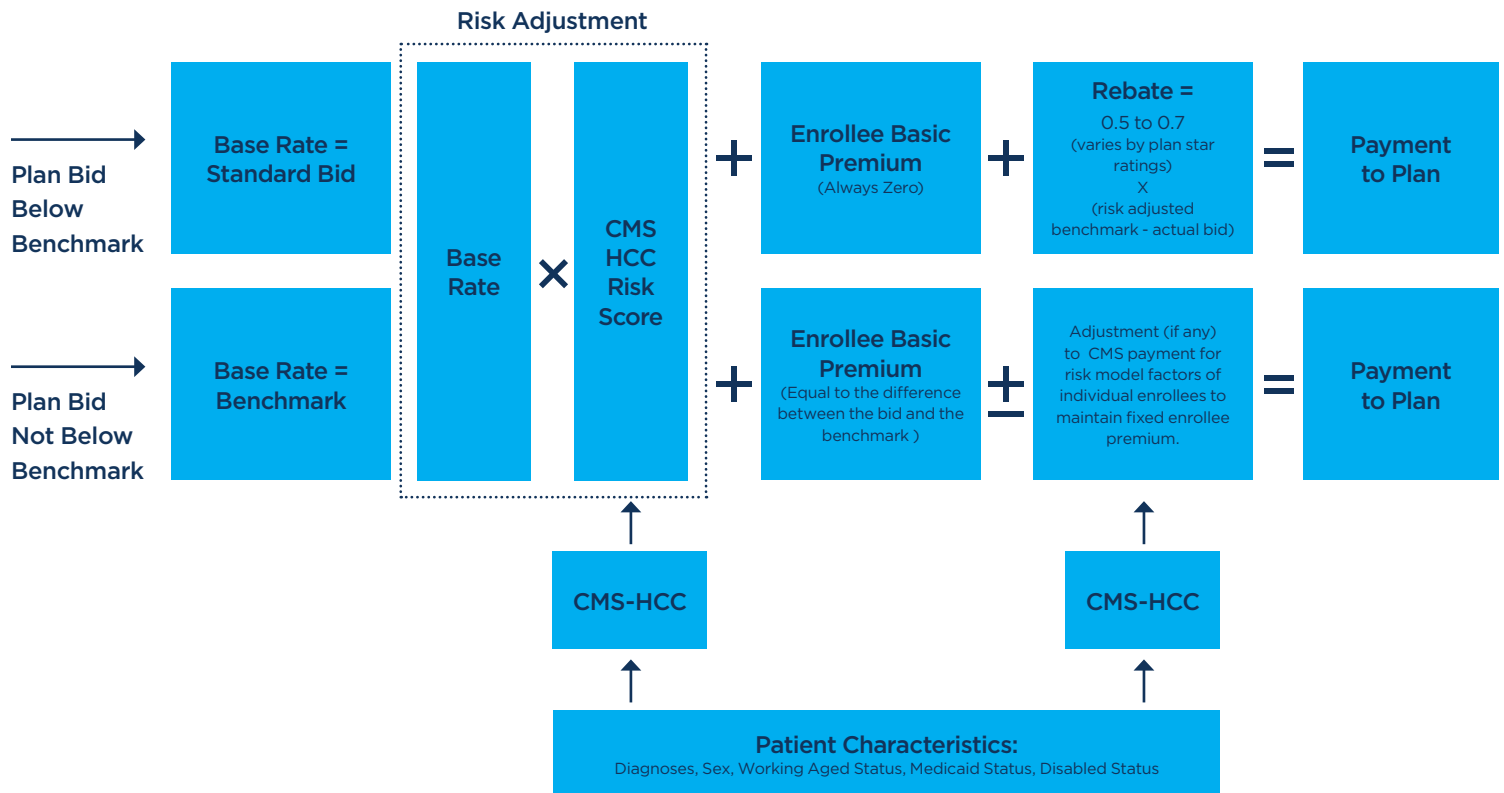 Risk Adjustment
Plan Bid
Below
Benchmark
Base Rate =
Standard Bid
Base
Rate
×
CMS
HCC
Risk
Score
+
Enrollee Basic
Premium
(Always Zero)
+
Rebate =
0.5 to 0.7
(varies by plan star
ratings)
X
(risk adjusted
benchmark - actual bid)
=
Payment
to Plan
Plan Bid
Not Below
Benchmark
Base Rate =
Benchmark
+
Enrollee Basic
Premium
(Equal to the difference
between the bid and the
benchmark )
±
Adjustment (if any)
to CMS payment for
risk model factors of
individual enrollees to
maintain fixed enrollee
premium.
=
Payment
to Plan
CMS-HCC
CMS-HCC
Patient Characteristics:
Diagnoses, Sex, Working Aged Status, Medicaid Status, Disabled Status